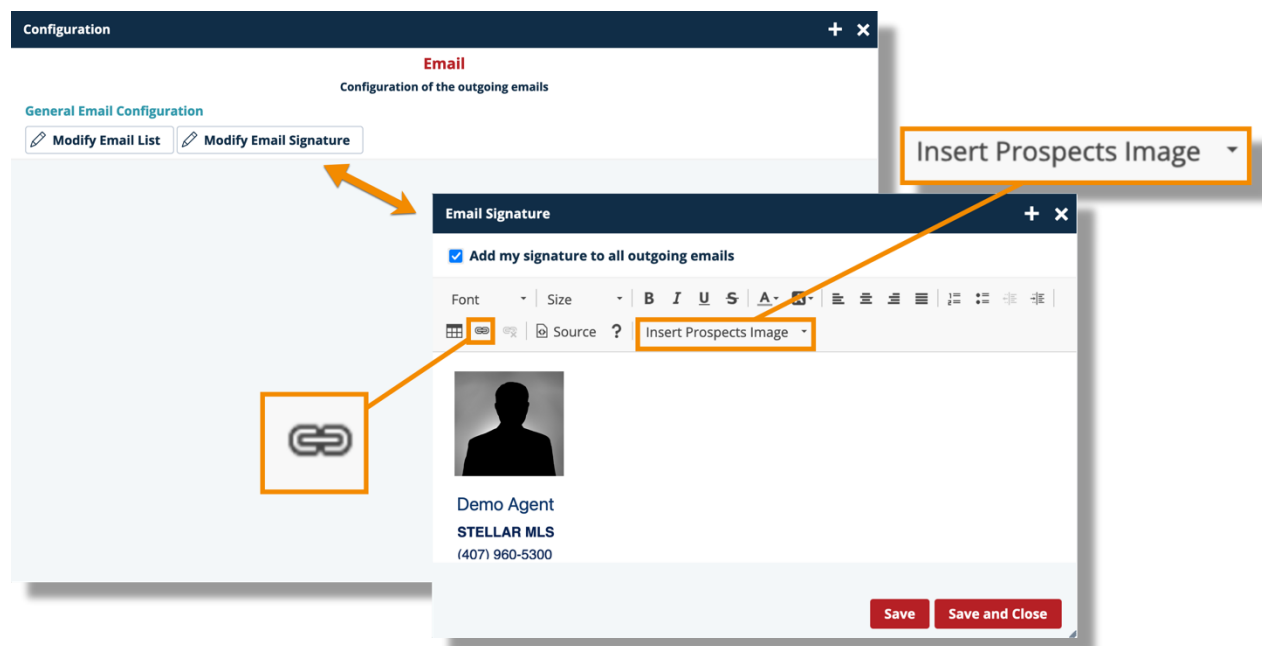 Configuration
Email
Configuration of the outgoing emails
General Email Configuration
Modify Email List Modify Email Signature
Insert Prospects Image
Email Signature
Add my signature to all outgoing emails
Font Size B I U S A A
Source ? Insert Prospects Image
Demo Agent
STELLAR MLS
(407) 960-5300
Save Save and Close